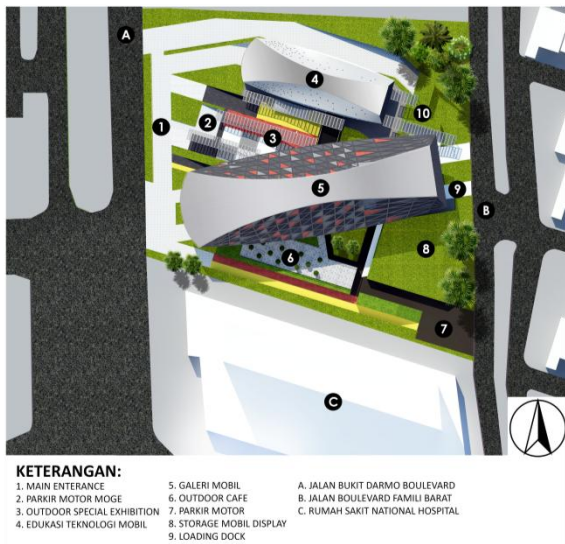 A
4
10
1
2
3
5
9
B
8
6
7
C
KETERANGAN:
1. MAIN ENTERANCE
2. PARKIR MOTOR MOGE
3. OUTDOOR SPECIAL EXHIBITION
4. EDUKASI TEKNOLOGI MOBIL
5. GALERI MOBIL
6. OUTDOOR CAFE
7. PARKIR MOTOR
8. STORAGE MOBIL DISPLAY
9. LOADING DOCK
A. JALAN BUKIT DARMO BOULEVARD
B. JALAN BOULEVARD FAMILI BARAT
C. RUMAH SAKIT NATIONAL HOSPITAL